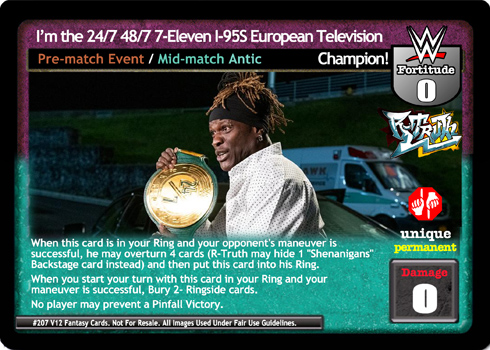 I'm the 24/7 48/7 7-Eleven I-95S European Television
Champion!
Pre-match Event / Mid-match Antic
Fortitude
0
R-Truth
unique
permanent
When this card is in your Ring and your opponent's maneuver is
successful, he may overturn 4 cards (R-Truth may hide 1 "Shenanigans"
Backstage card instead) and then put this card into his Ring.
When you start your turn with this card in your Ring and your
maneuver is successful, Bury 2- Ringside cards.
No player may prevent a Pinfall Victory.
Damage
0
#207 V12 Fantasy Cards. Not For Resale. All Images Used Under Fair Use Guidelines.